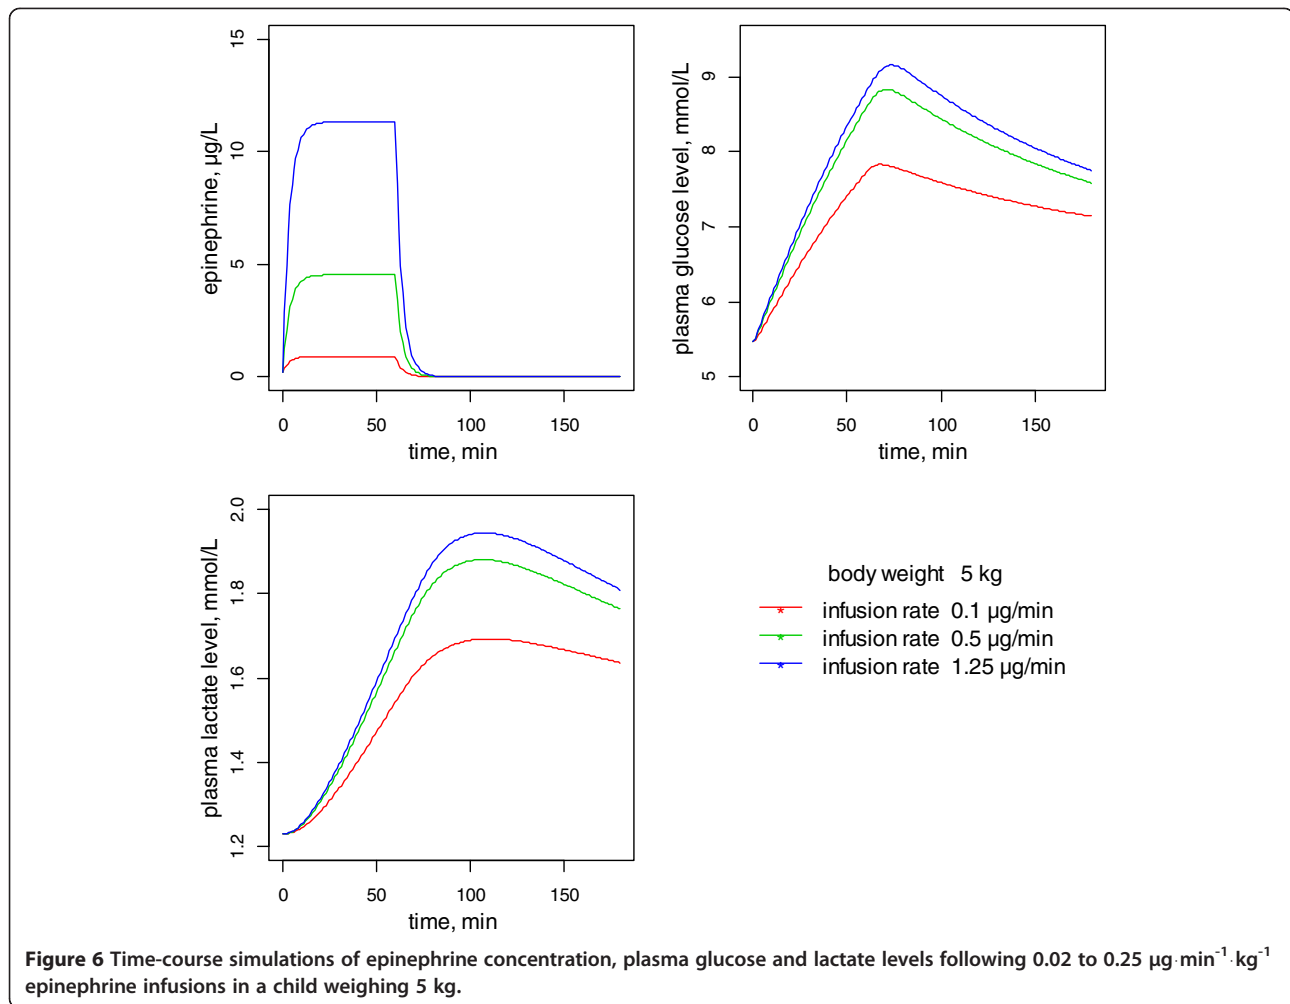 15
10
5
0
epinephrine, µg/L
0 50 100 150
time, min
9
8
7
6
5
plasma glucose level, mmol/L
0 50 100 150
time, min
2.0
1.8
1.6
1.4
1.2
plasma lactate level, mmol/L
0 50 100 150
time, min
body weight 5 kg
infusion rate 0.1 µg/min
infusion rate 0.5 µg/min
infusion rate 1.25 µg/min
Figure 6 Time-course simulations of epinephrine concentration, plasma glucose and lactate levels following 0.02 to 0.25 µg·min⁻¹·kg⁻¹
epinephrine infusions in a child weighing 5 kg.